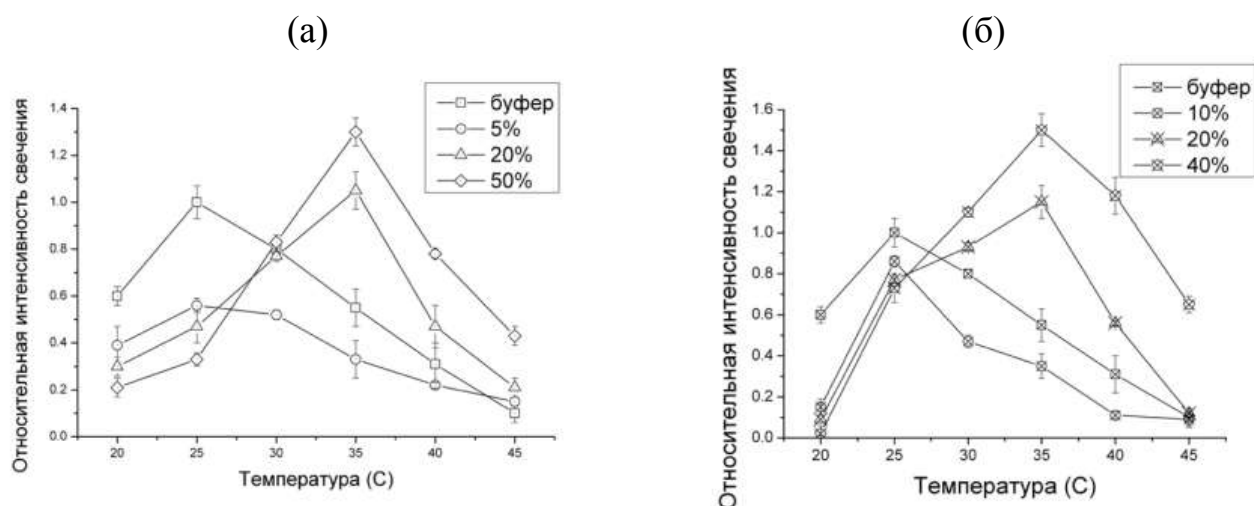 (а)
Относительная интенсивность свечения
1.4
1.2
1.0
0.8
0.6
0.4
0.2
0.0
20 25 30 35 40 45
Температура (С)
буфер
5%
20%
50%
(б)
Относительная интенсивность свечения
1.6
1.4
1.2
1.0
0.8
0.6
0.4
0.2
0.0
20 25 30 35 40 45
Температура (С)
буфер
10%
20%
40%